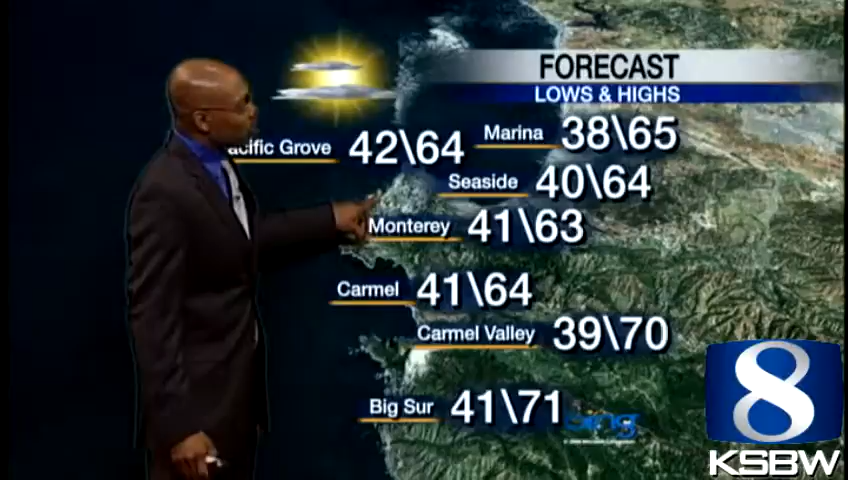 FORECAST
LOWS & HIGHS
acific Grove 42\64
Marina 38\65
Seaside 40\64
Monterey 41\63
Carmel 41\64
Carmel Valley 39\70
Big Sur 41\71
bing
8
KSBW